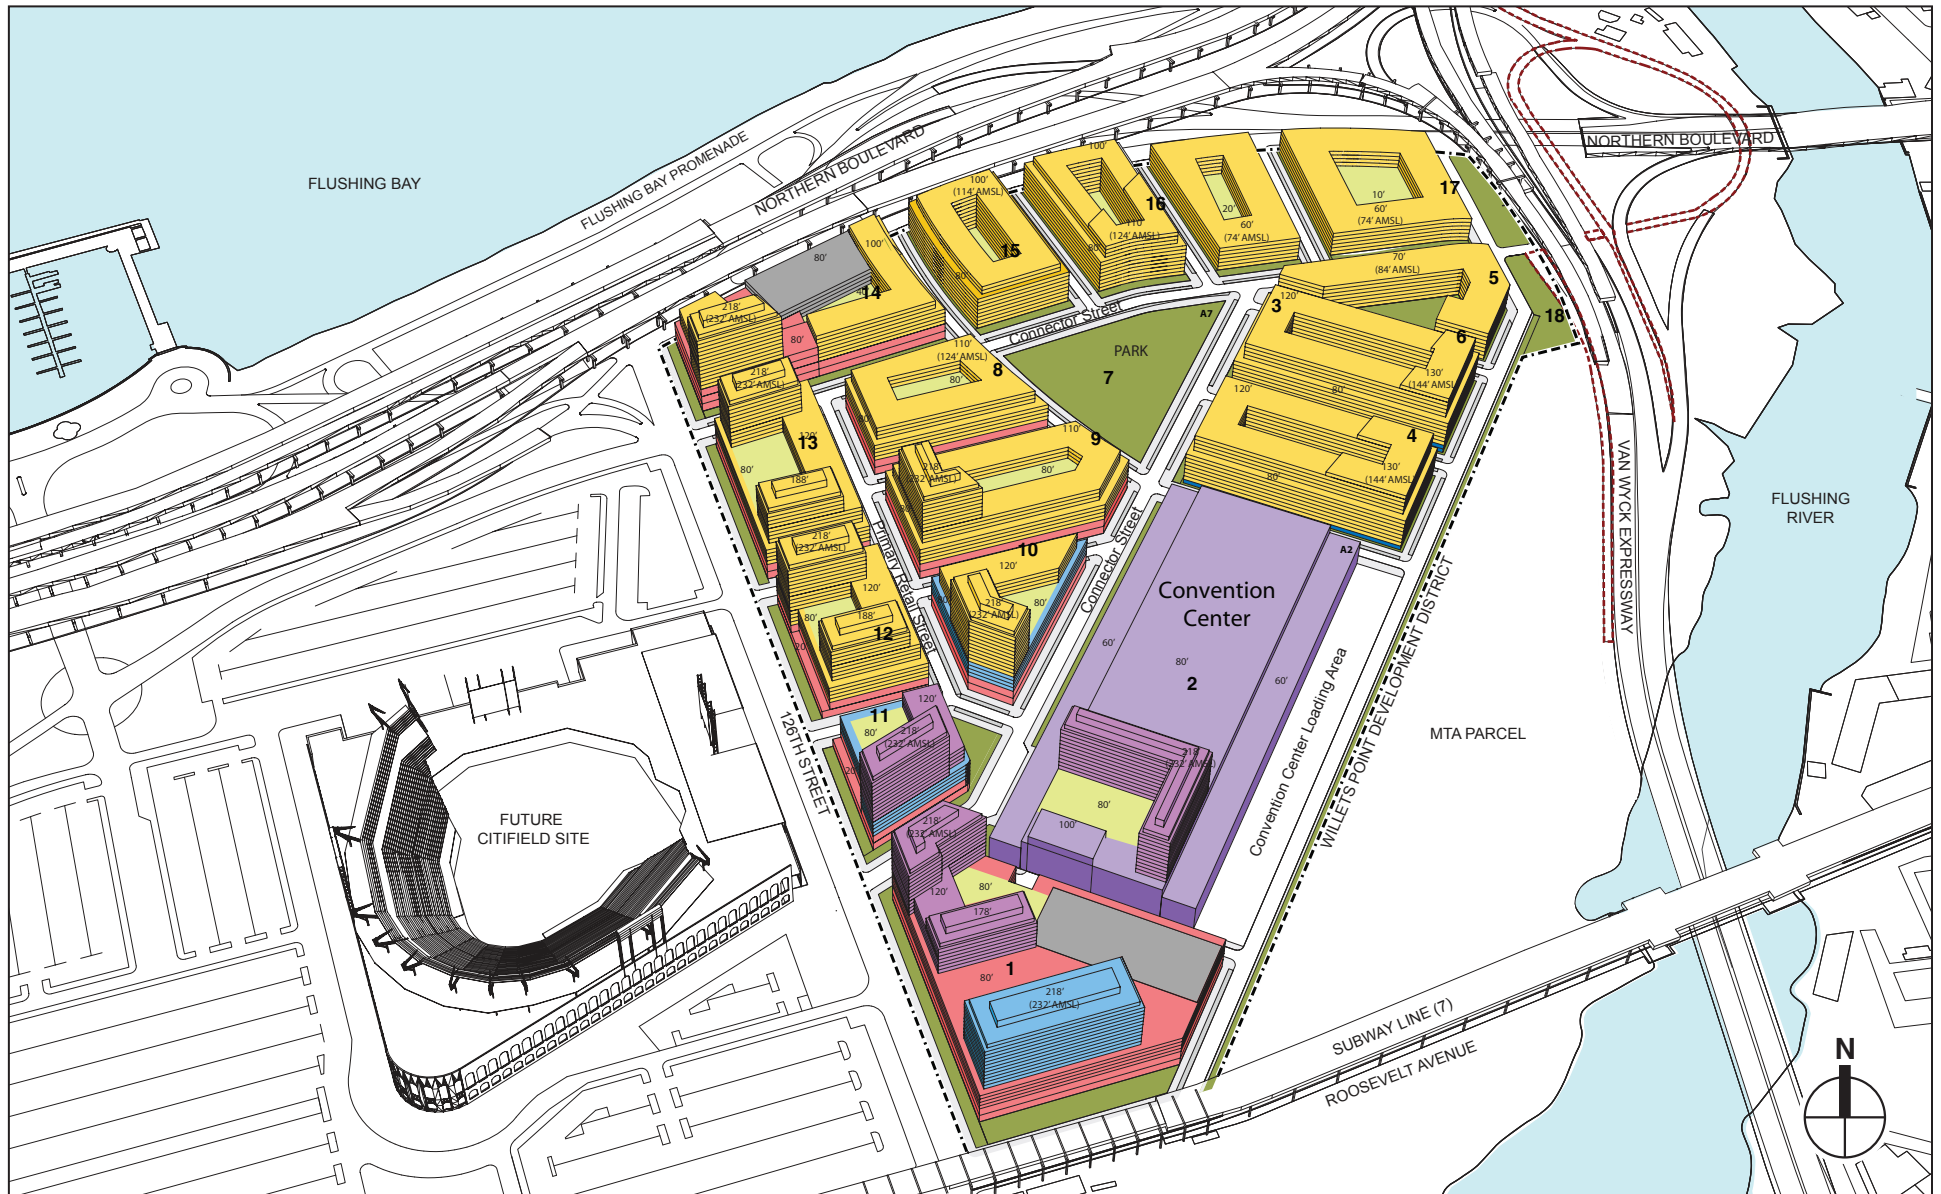 FLUSHING BAY
FLUSHING BAY PROMENADE
NORTHERN BOULEVARD
NORTHERN BOULEVARD
100'
(114' AMSL)
15
80'
100'
16
110'
(124' AMSL)
80'
20'
60'
(74' AMSL)
10'
60'
(74' AMSL)
17
80'
100'
14
218'
(232' AMSL)
80'
70'
(84' AMSL)
5
18
120'
3
6
130'
(144' AMSL)
80'
Connector Street
A7
PARK
7
110'
(124' AMSL)
8
80'
80'
218'
(232' AMSL)
120'
13
80'
188'
110'
9
218'
(232' AMSL)
80'
120'
4
130'
(144' AMSL)
80'
VAN WYCK EXPRESSWAY
FLUSHING
RIVER
218'
(232' AMSL)
120'
80'
188'
12
20'
Primary Retail Street
10
120'
218'
(232' AMSL)
80'
80'
Connector Street
A2
Convention
Center
60'
80'
2
60'
218'
(232' AMSL)
80'
100'
Convention Center Loading Area
WILLETS POINT DEVELOPMENT DISTRICT
MTA PARCEL
126TH STREET
11
120'
80'
218'
(232' AMSL)
20'
FUTURE
CITIFIELD SITE
218'
(232' AMSL)
120'
80'
178'
1
80'
218'
(232' AMSL)
SUBWAY LINE (7)
ROOSEVELT AVENUE
N